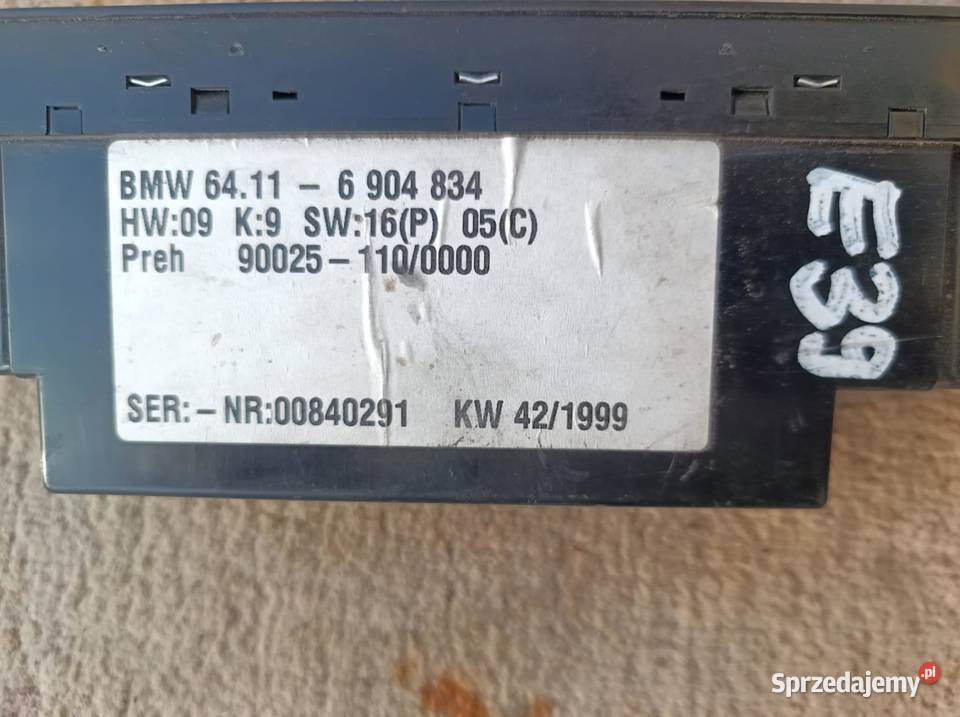 BMW 64.11 – 6 904 834
HW:09 K:9 SW:16(P) 05(C)
Preh 90025–110/0000
SER:–NR:00840291 KW 42/1999
E39
Sprzedajemy.pl